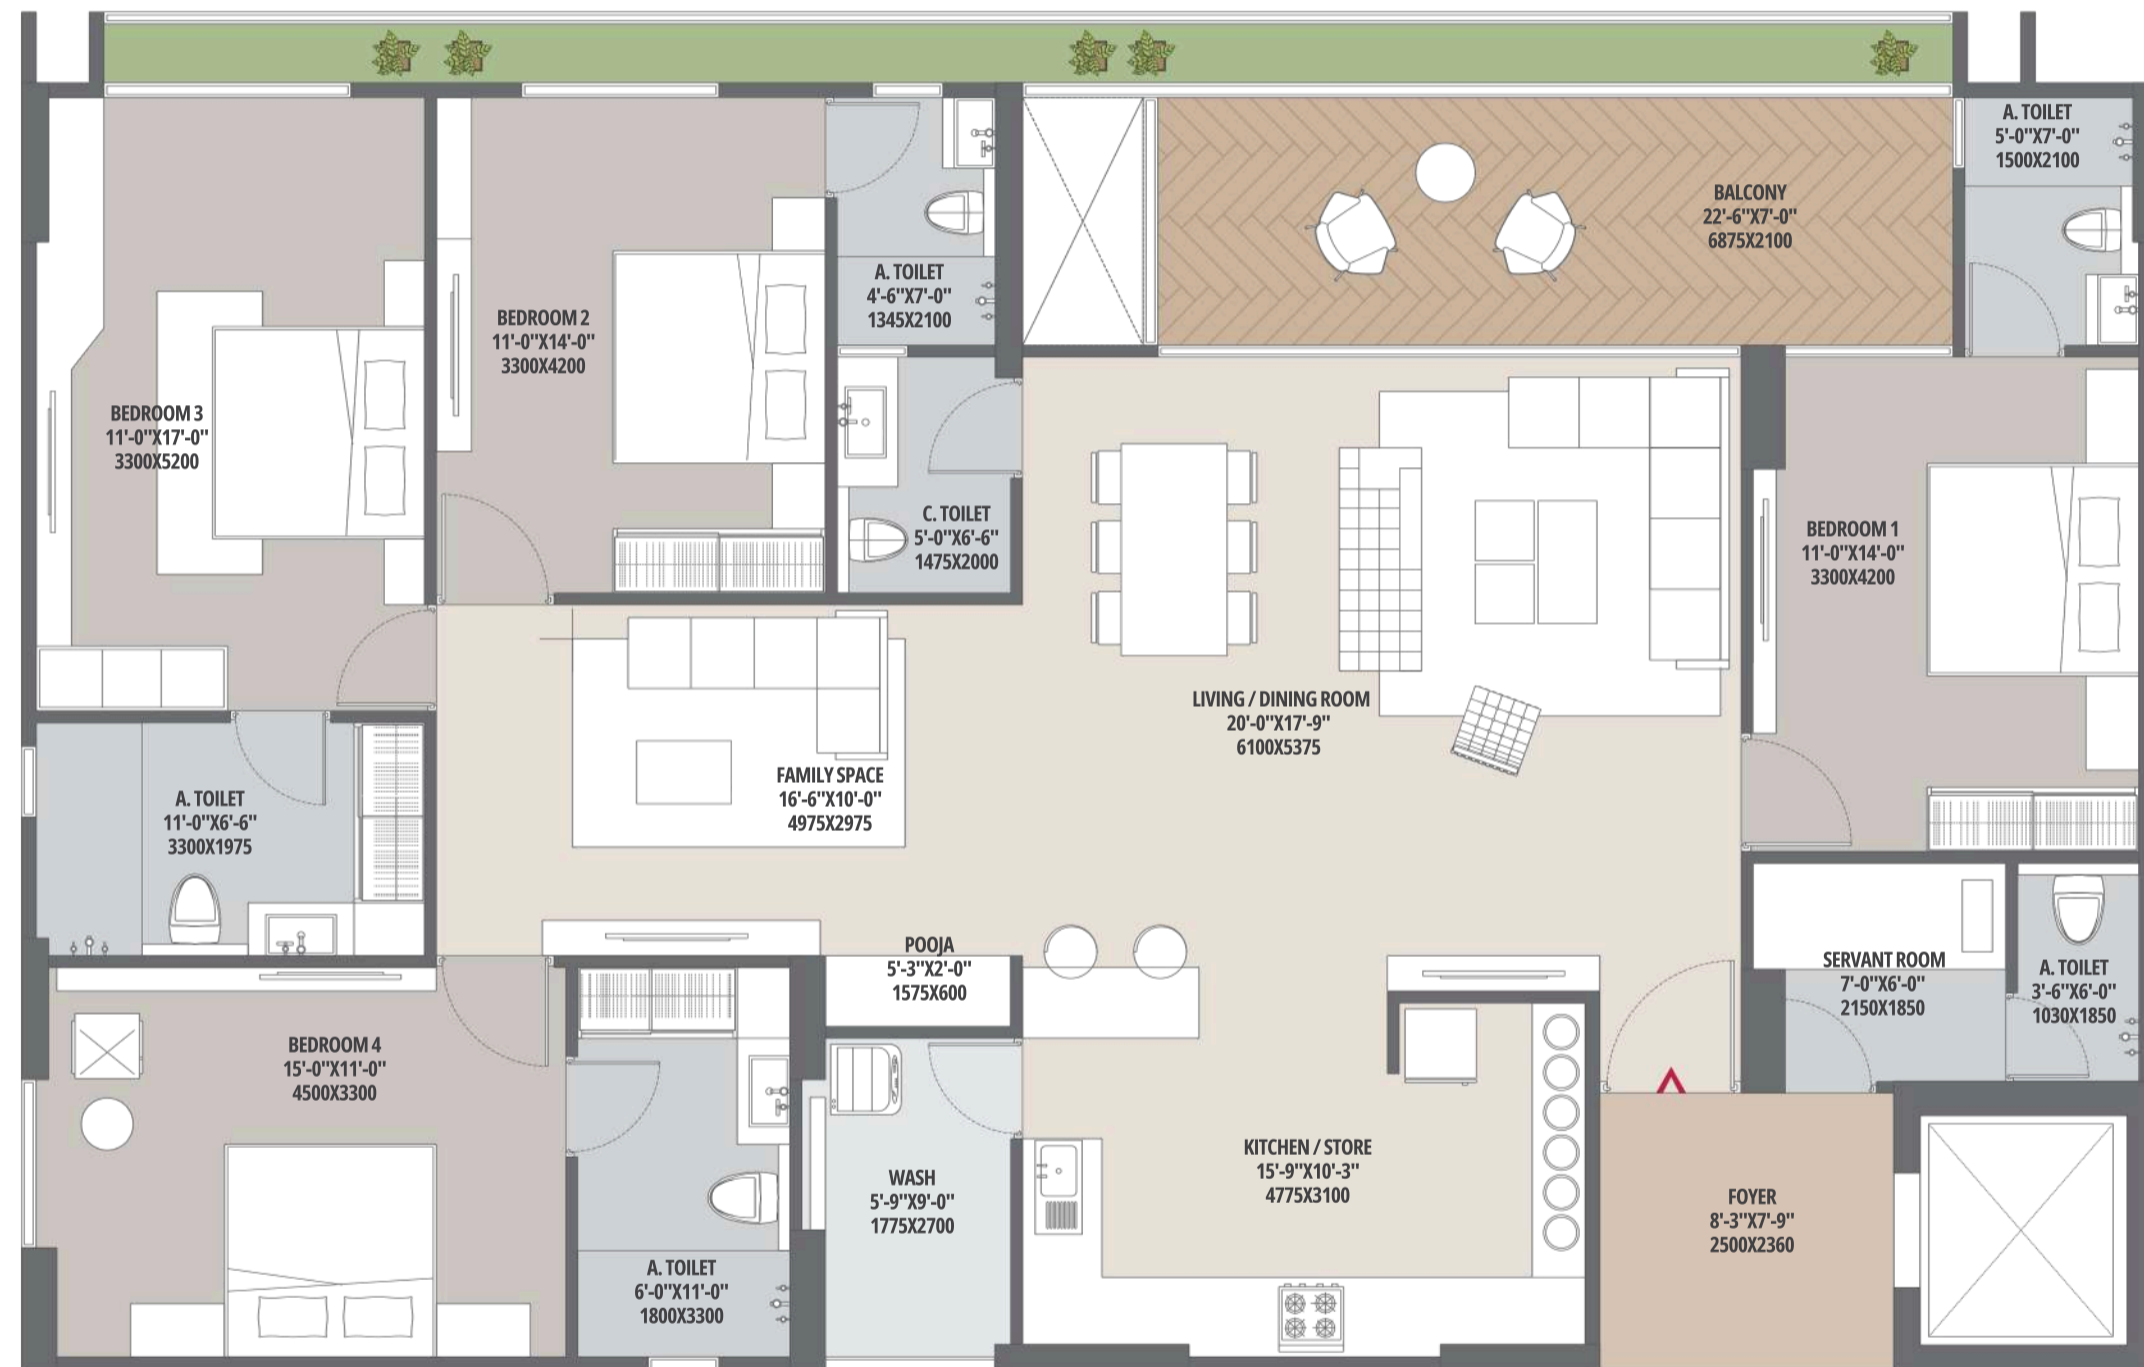 A. TOILET
5'-0"X7'-0"
1500X2100
BALCONY
22'-6"X7'-0"
6875X2100
A. TOILET
4'-6"X7'-0"
1345X2100
BEDROOM 2
11'-0"X14'-0"
3300X4200
BEDROOM 3
11'-0"X17'-0"
3300X5200
C. TOILET
5'-0"X6'-6"
1475X2000
BEDROOM 1
11'-0"X14'-0"
3300X4200
LIVING / DINING ROOM
20'-0"X17'-9"
6100X5375
FAMILY SPACE
16'-6"X10'-0"
4975X2975
A. TOILET
11'-0"X6'-6"
3300X1975
POOJA
5'-3"X2'-0"
1575X600
SERVANT ROOM
7'-0"X6'-0"
2150X1850
A. TOILET
3'-6"X6'-0"
1030X1850
BEDROOM 4
15'-0"X11'-0"
4500X3300
KITCHEN / STORE
15'-9"X10'-3"
4775X3100
WASH
5'-9"X9'-0"
1775X2700
FOYER
8'-3"X7'-9"
2500X2360
A. TOILET
6'-0"X11'-0"
1800X3300